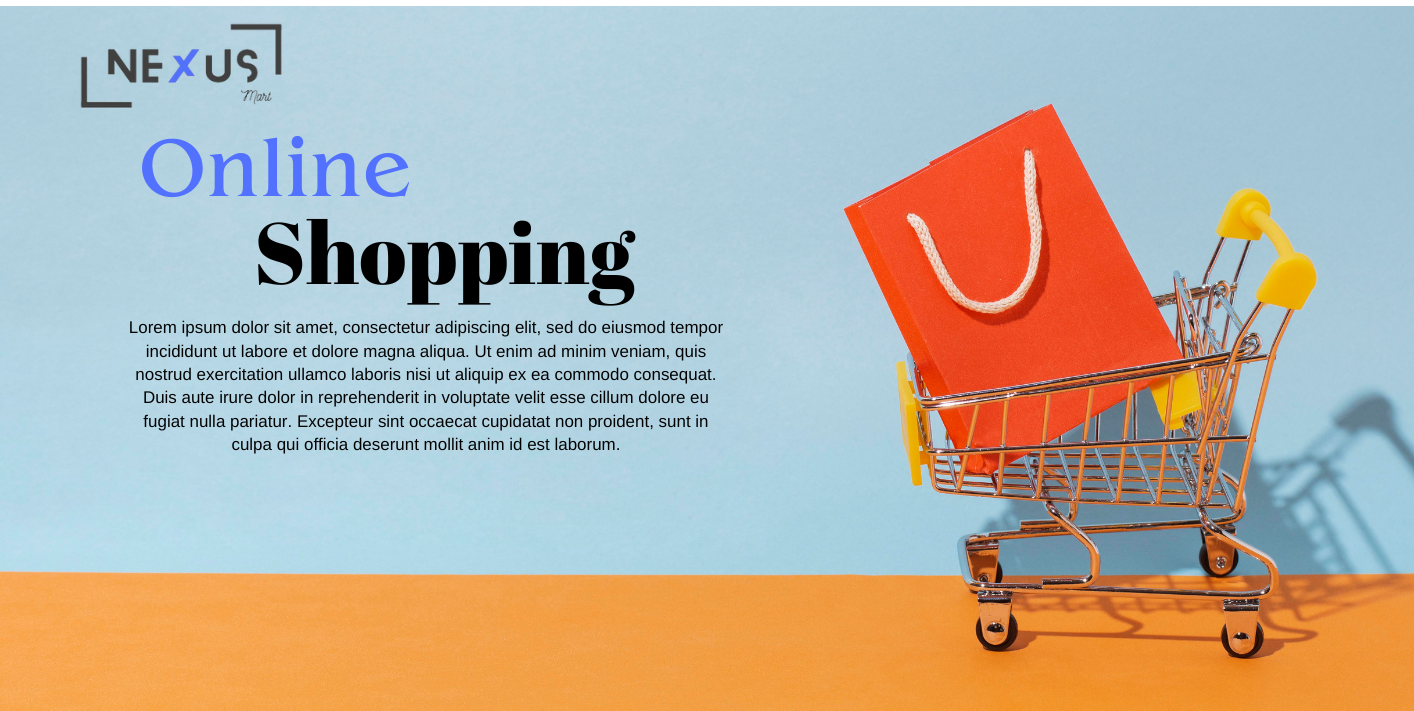 NEXUS
Mart
Online
Shopping
Lorem ipsum dolor sit amet, consectetur adipiscing elit, sed do eiusmod tempor
incididunt ut labore et dolore magna aliqua. Ut enim ad minim veniam, quis
nostrud exercitation ullamco laboris nisi ut aliquip ex ea commodo consequat.
Duis aute irure dolor in reprehenderit in voluptate velit esse cillum dolore eu
fugiat nulla pariatur. Excepteur sint occaecat cupidatat non proident, sunt in
culpa qui officia deserunt mollit anim id est laborum.